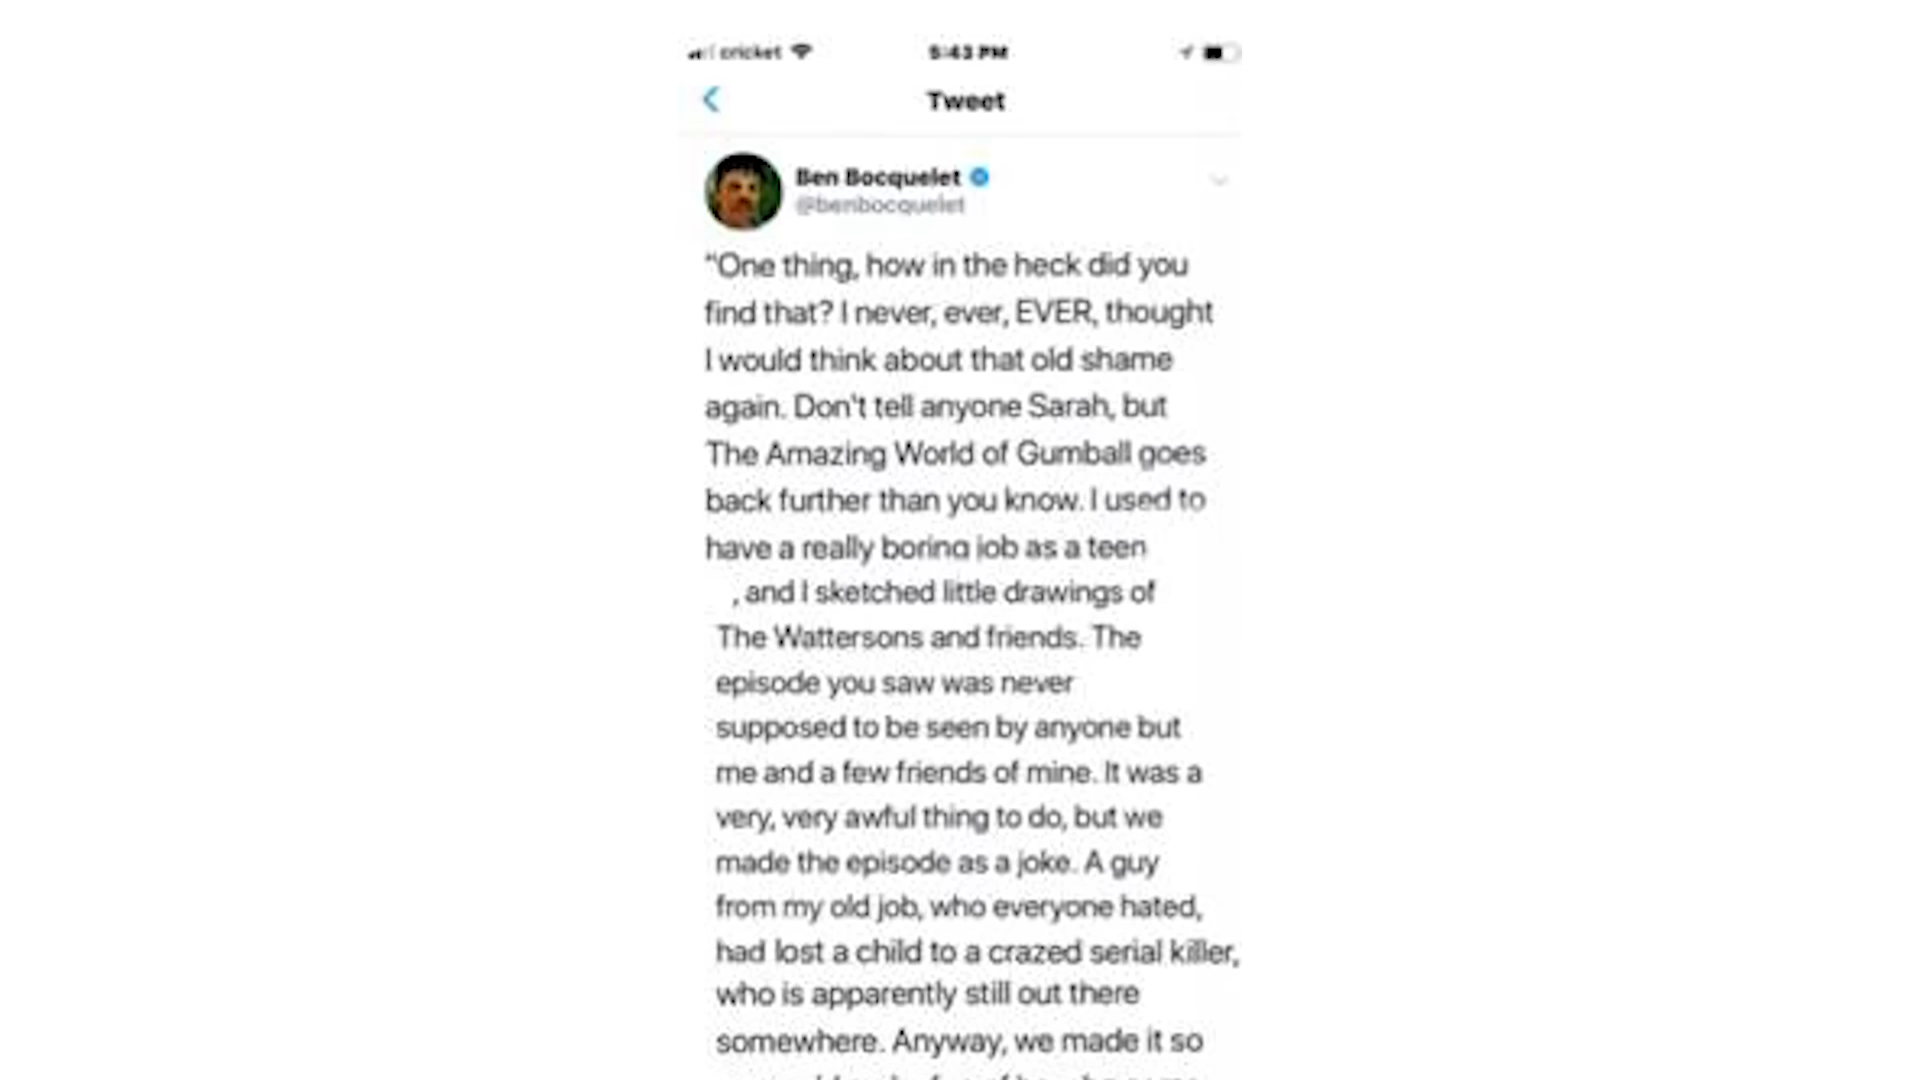 cricket
5:43 PM
Tweet
Ben Bocquelet
@benbocquelet
“One thing, how in the heck did you
find that? I never, ever, EVER, thought
I would think about that old shame
again. Don't tell anyone Sarah, but
The Amazing World of Gumball goes
back further than you know. I used to
have a really boring job as a teen
, and I sketched little drawings of
The Wattersons and friends. The
episode you saw was never
supposed to be seen by anyone but
me and a few friends of mine. It was a
very, very awful thing to do, but we
made the episode as a joke. A guy
from my old job, who everyone hated,
had lost a child to a crazed serial killer,
who is apparently still out there
somewhere. Anyway, we made it so